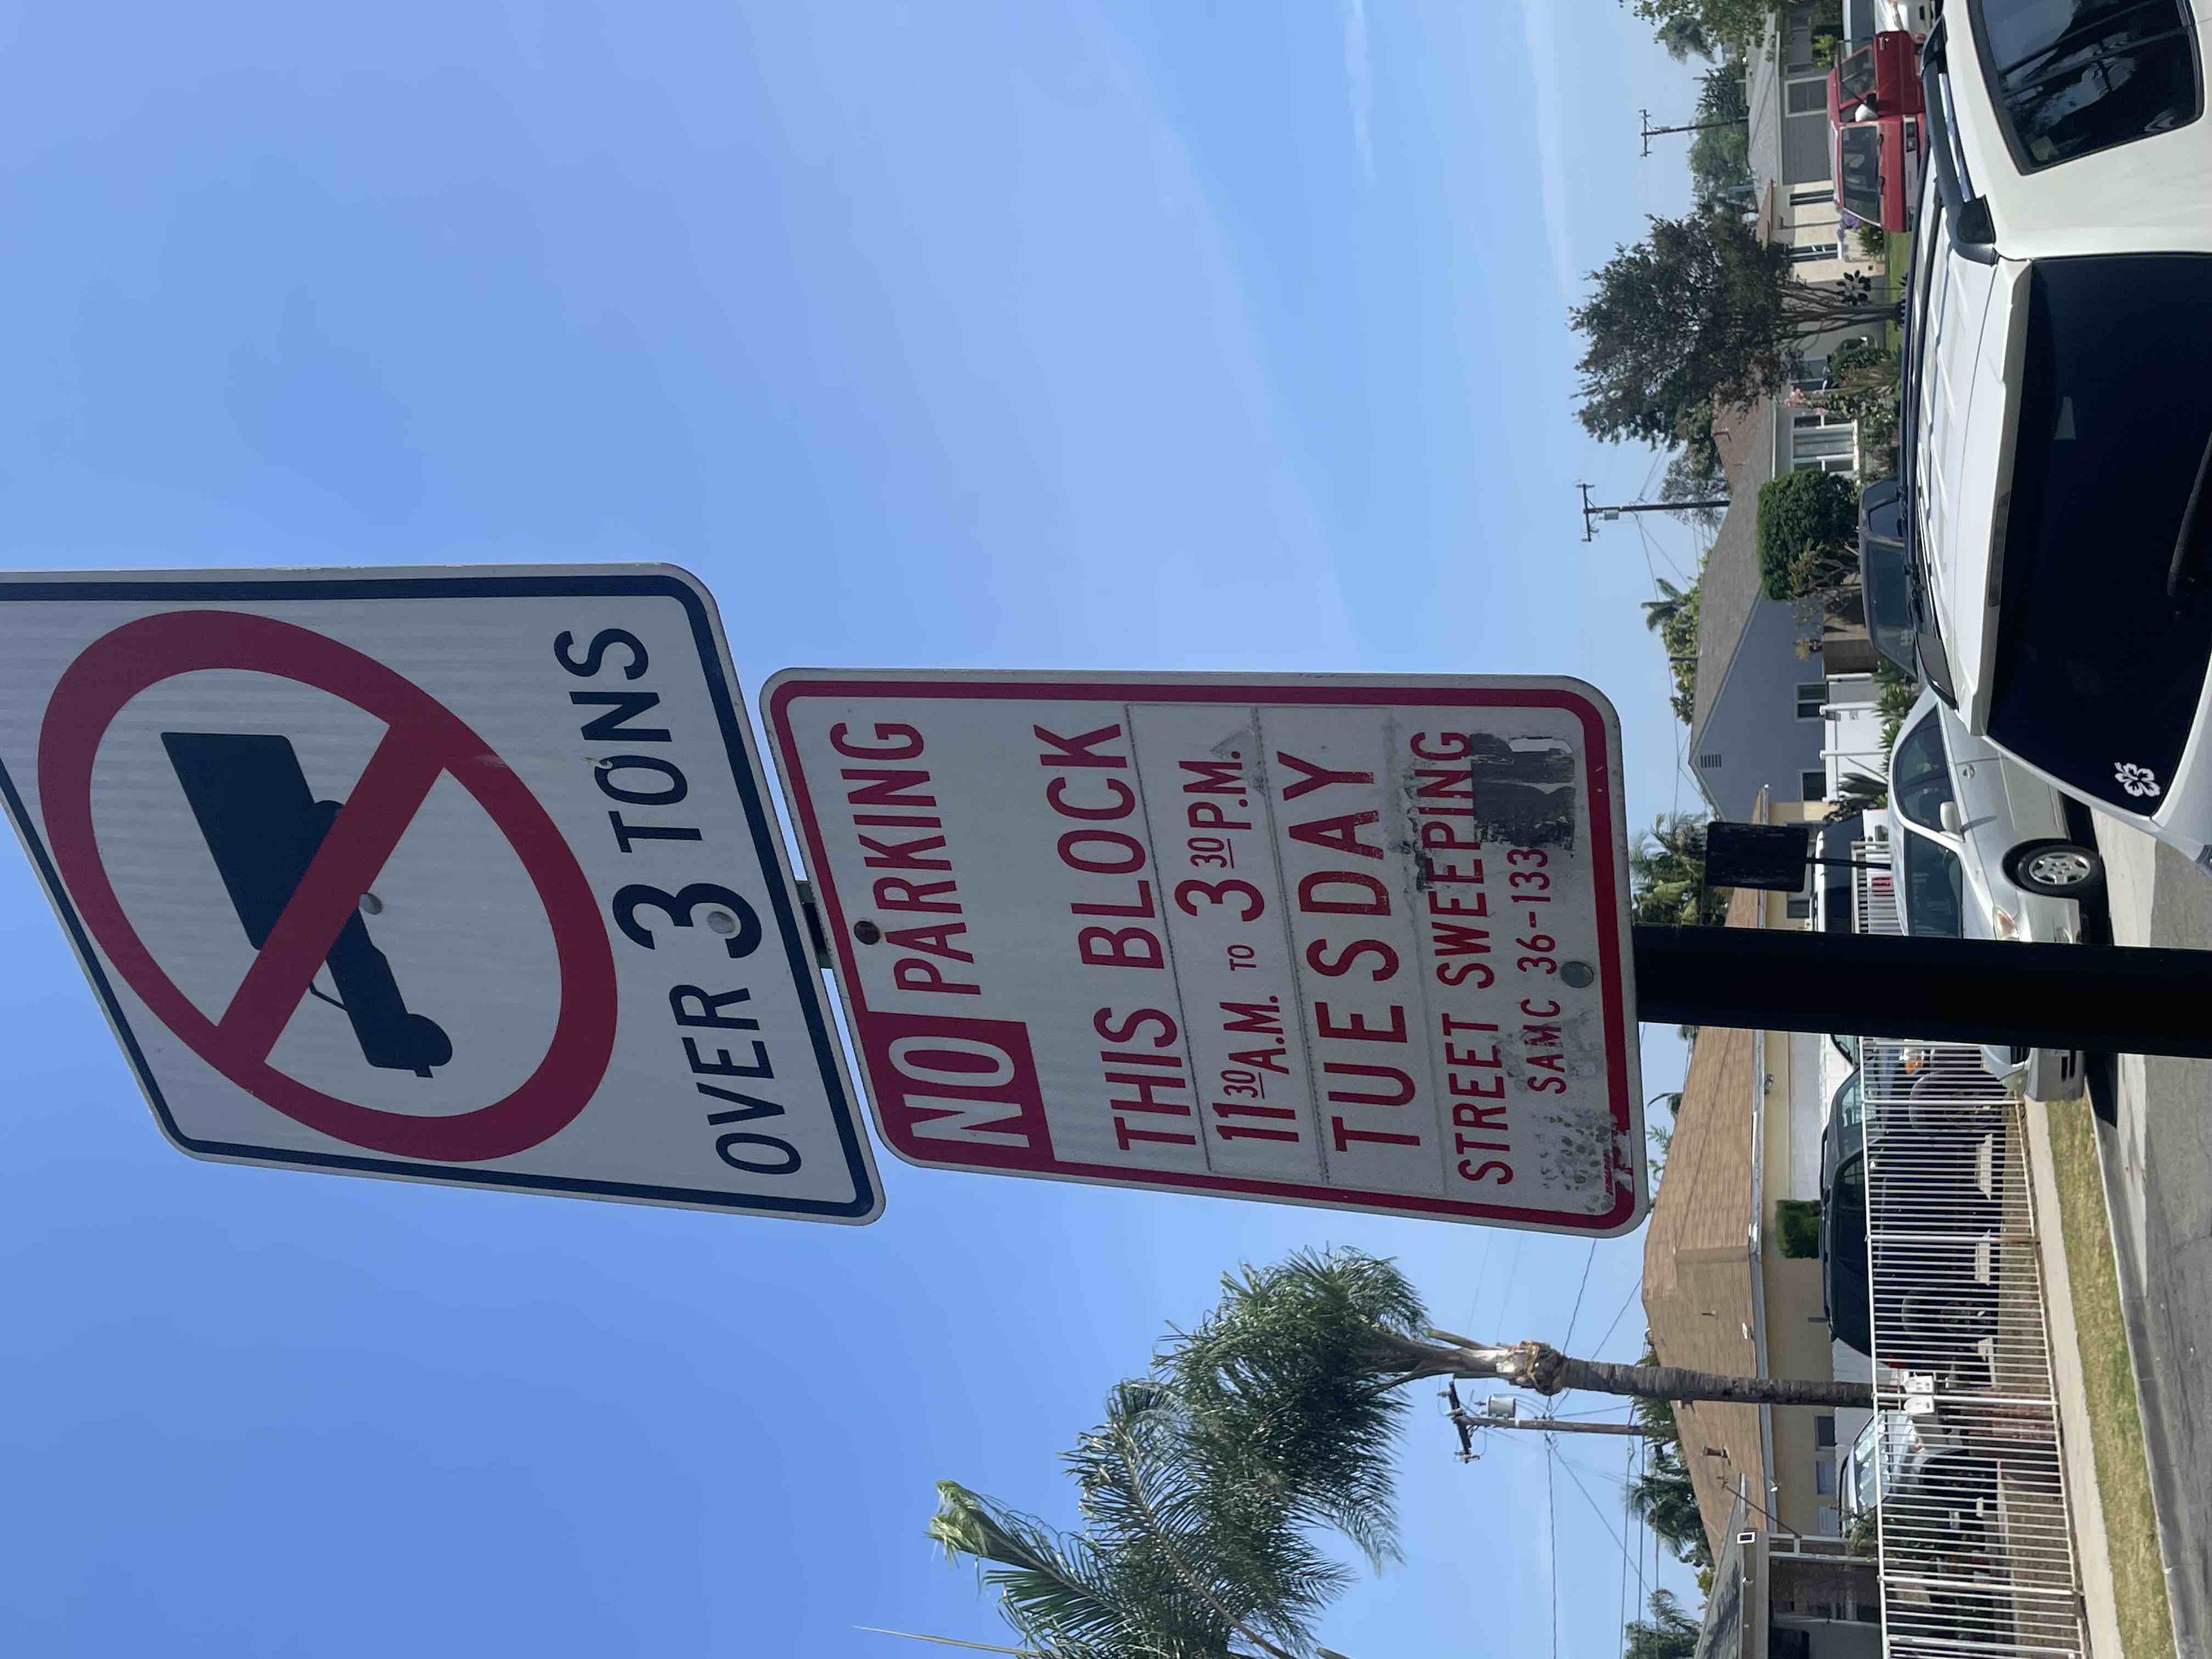 OVER 3 TONS
NO PARKING
THIS BLOCK
11 30 A.M. TO 3 30 P.M.
TUESDAY
STREET SWEEPING
SAMC 36-133